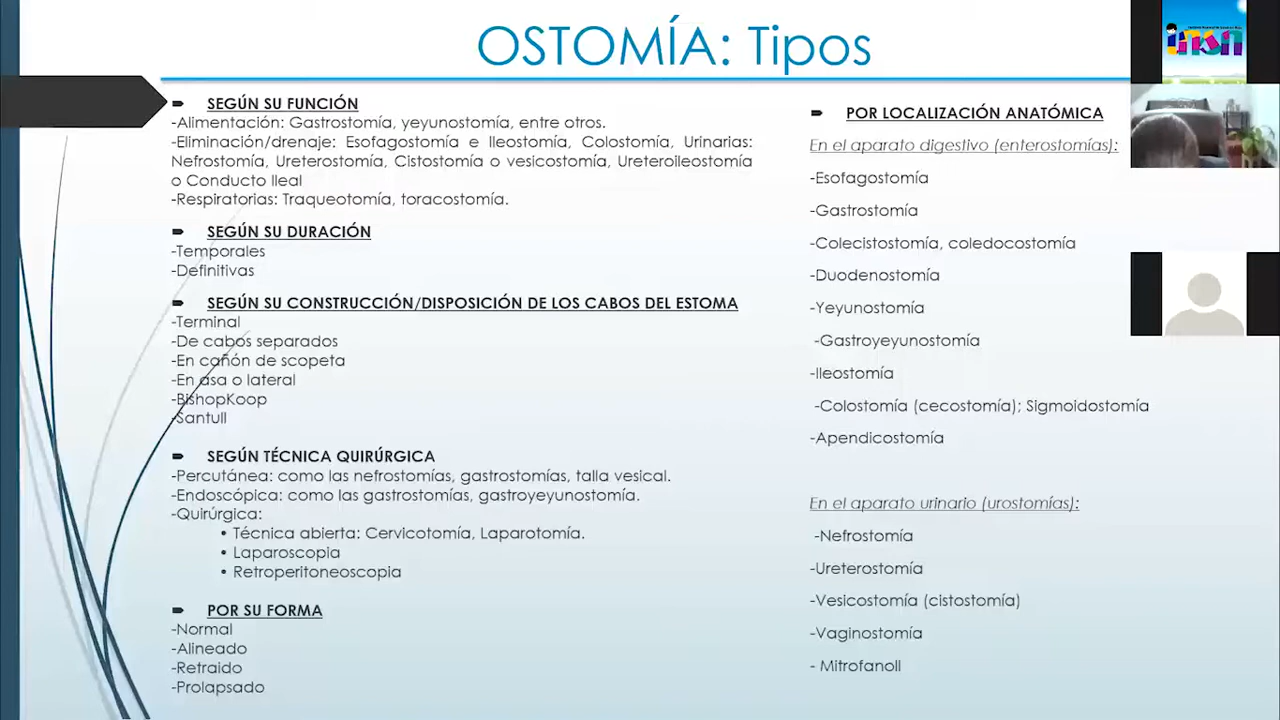 OSTOMÍA: Tipos
SEGÚN SU FUNCIÓN
-Alimentación: Gastrostomía, yeyunostomía, entre otros.
-Eliminación/drenaje: Esofagostomía e Ileostomía, Colostomía, Urinarias:
Nefrostomía, Ureterostomía, Cistostomía o vesicostomía, Ureteroileostomía
o Conducto Ileal
-Respiratorias: Traqueotomía, toracostomía.
SEGÚN SU DURACIÓN
-Temporales
-Definitivas
SEGÚN SU CONSTRUCCIÓN/DISPOSICIÓN DE LOS CABOS DEL ESTOMA
-Terminal
-De cabos separados
-En cañón de scopeta
-En asa o lateral
-BishopKoop
-Santull
SEGÚN TÉCNICA QUIRÚRGICA
-Percutánea: como las nefrostomías, gastrostomías, talla vesical.
-Endoscópica: como las gastrostomías, gastroyeyunostomía.
-Quirúrgica:
• Técnica abierta: Cervicotomía, Laparotomía.
• Laparoscopia
• Retroperitoneoscopia
POR SU FORMA
-Normal
-Alineado
-Retraido
-Prolapsado
POR LOCALIZACIÓN ANATÓMICA
En el aparato digestivo (enterostomías):
-Esofagostomía
-Gastrostomía
-Colecistostomía, coledocostomía
-Duodenostomía
-Yeyunostomía
-Gastroyeyunostomía
-Ileostomía
-Colostomía (cecostomía); Sigmoidostomía
-Apendicostomía
En el aparato urinario (urostomías):
-Nefrostomía
-Ureterostomía
-Vesicostomía (cistostomía)
-Vaginostomía
- Mitrofanoll
insn